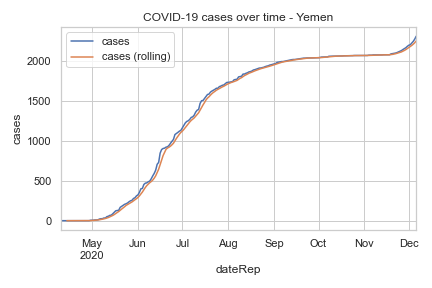 COVID-19 cases over time - Yemen
cases
cases (rolling)
cases
2000
1500
1000
500
0
May Jun Jul Aug Sep Oct Nov Dec
2020
dateRep